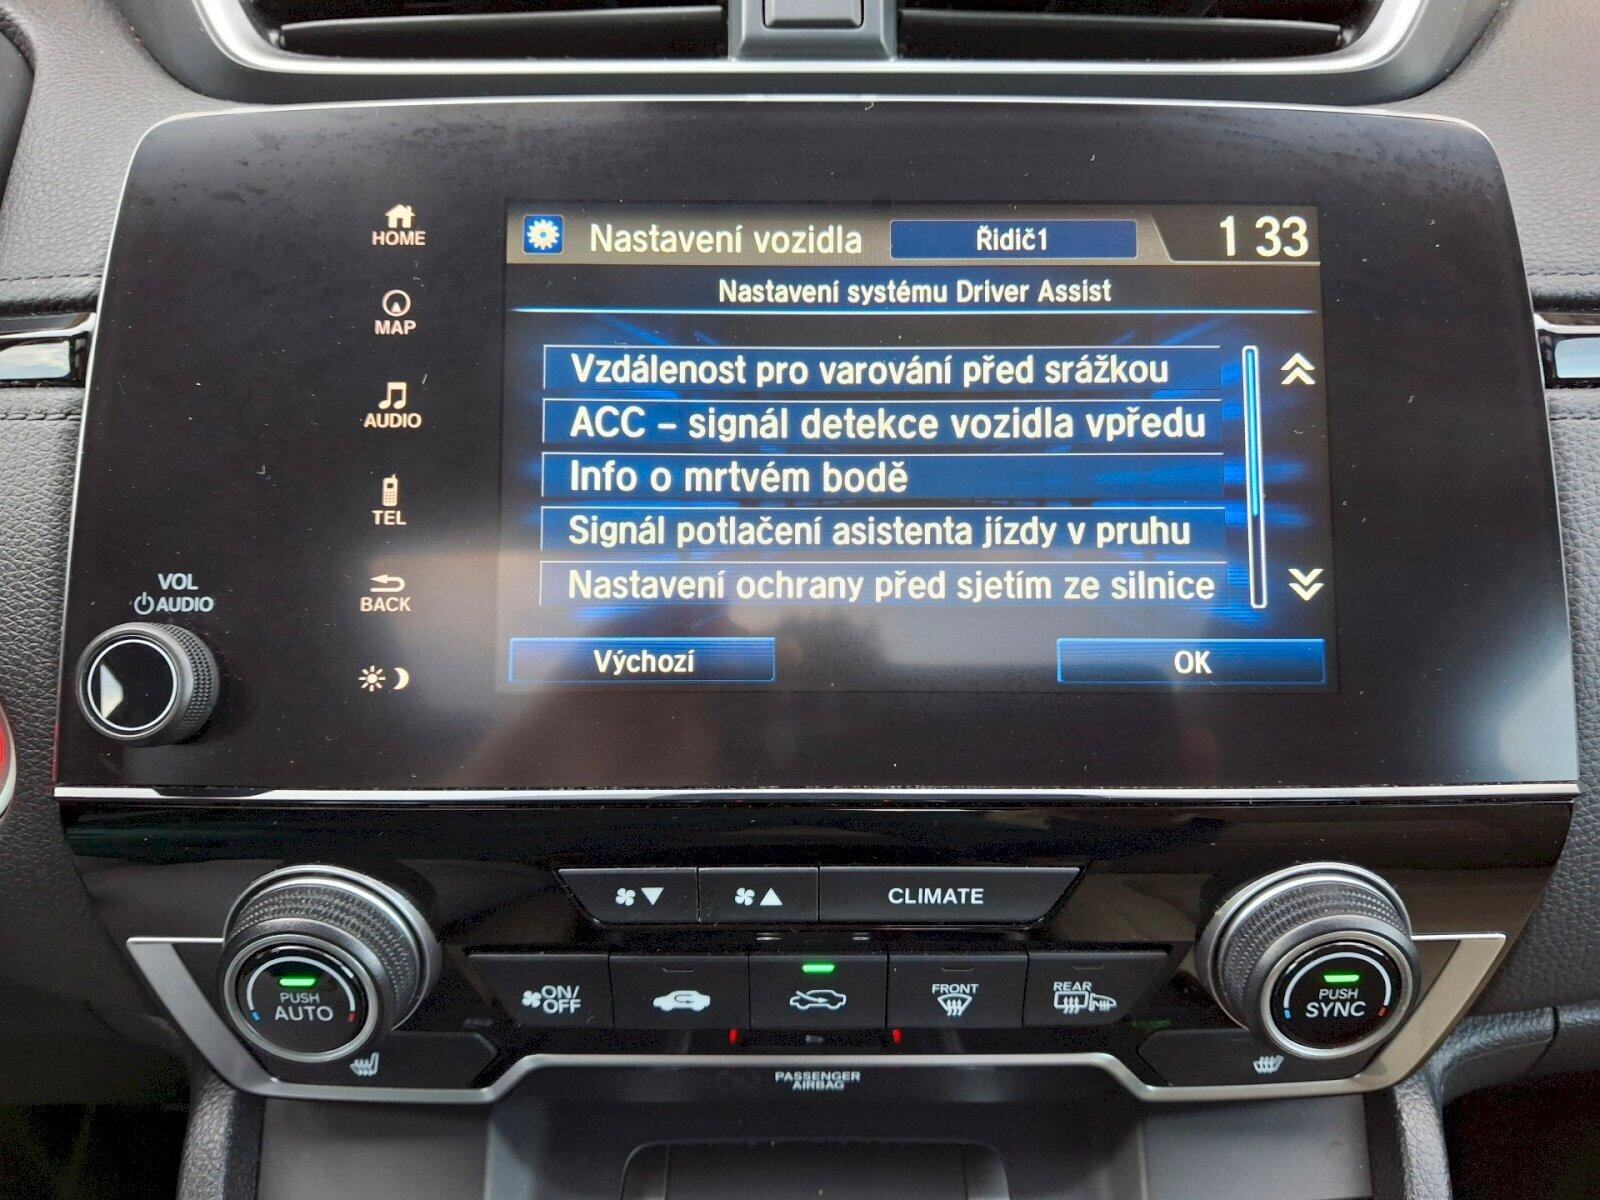 HOME
MAP
AUDIO
TEL
BACK
VOL
AUDIO
Nastavení vozidla
Řidič1
1 33
Nastavení systému Driver Assist
Vzdálenost pro varování před srážkou
ACC – signál detekce vozidla vpředu
Info o mrtvém bodě
Signál potlačení asistenta jízdy v pruhu
Nastavení ochrany před sjetím ze silnice
Výchozí
OK
CLIMATE
PUSH
AUTO
ON/
OFF
FRONT
REAR
PUSH
SYNC
PASSENGER
AIRBAG